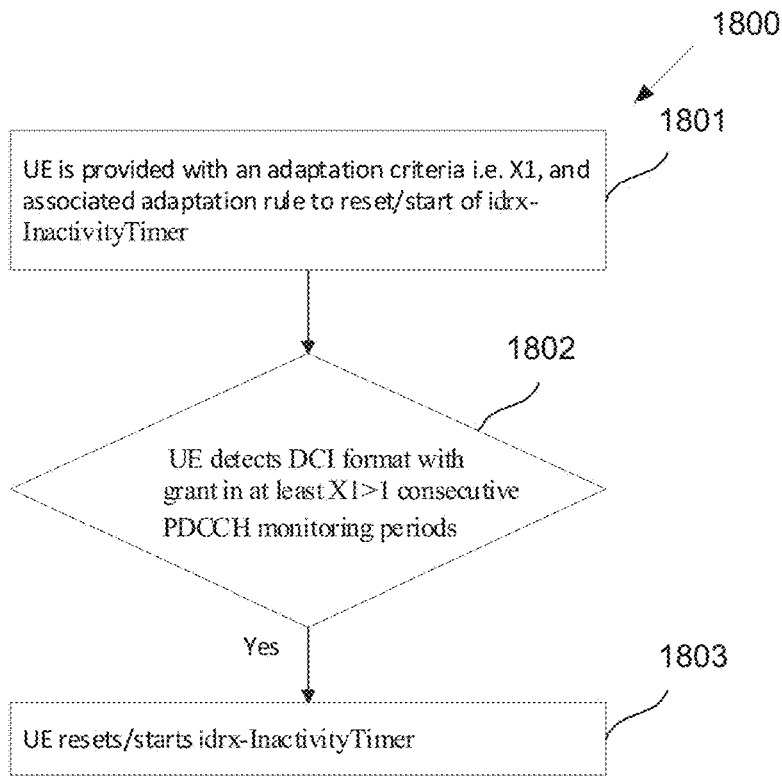 1800
1801
UE is provided with an adaptation criteria i.e. X1, and
associated adaptation rule to reset/start of idrx-
InactivityTimer
1802
UE detects DCI format with
grant in at least X1>1 consecutive
PDCCH monitoring periods
Yes
1803
UE resets/starts idrx-InactivityTimer